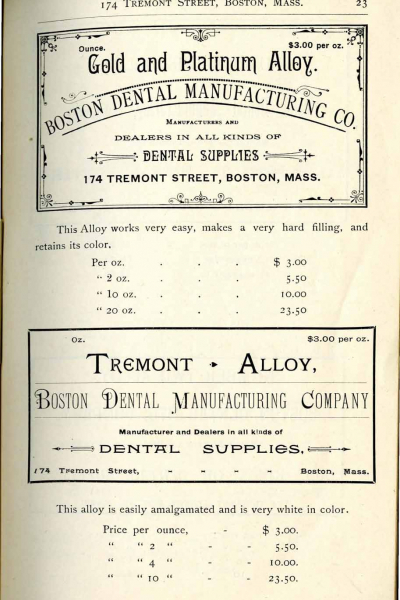 174 TREMONT STREET, BOSTON, MASS. 23
Ounce. $3.00 per oz.
Gold and Platinum Alloy.
BOSTON DENTAL MANUFACTURING CO.
MANUFACTURERS AND
DEALERS IN ALL KINDS OF
DENTAL SUPPLIES
174 TREMONT STREET, BOSTON, MASS.
This Alloy works very easy, makes a very hard filling, and
retains its color.
Per oz. . . . $ 3.00
" 2 oz. . . . 5.50
" 10 oz. . . . 10.00
" 20 oz. . . . 23.50
Oz. $3.00 per oz.
TREMONT ALLOY,
BOSTON DENTAL MANUFACTURING COMPANY
Manufacturer and Dealers in all kinds of
DENTAL SUPPLIES,
174 Tremont Street, - - - - Boston, Mass.
This alloy is easily amalgamated and is very white in color.
Price per ounce, - $ 3.00.
" " 2 " - - 5.50.
" " 4 " - - 10.00.
" " 10 " - - 23.50.